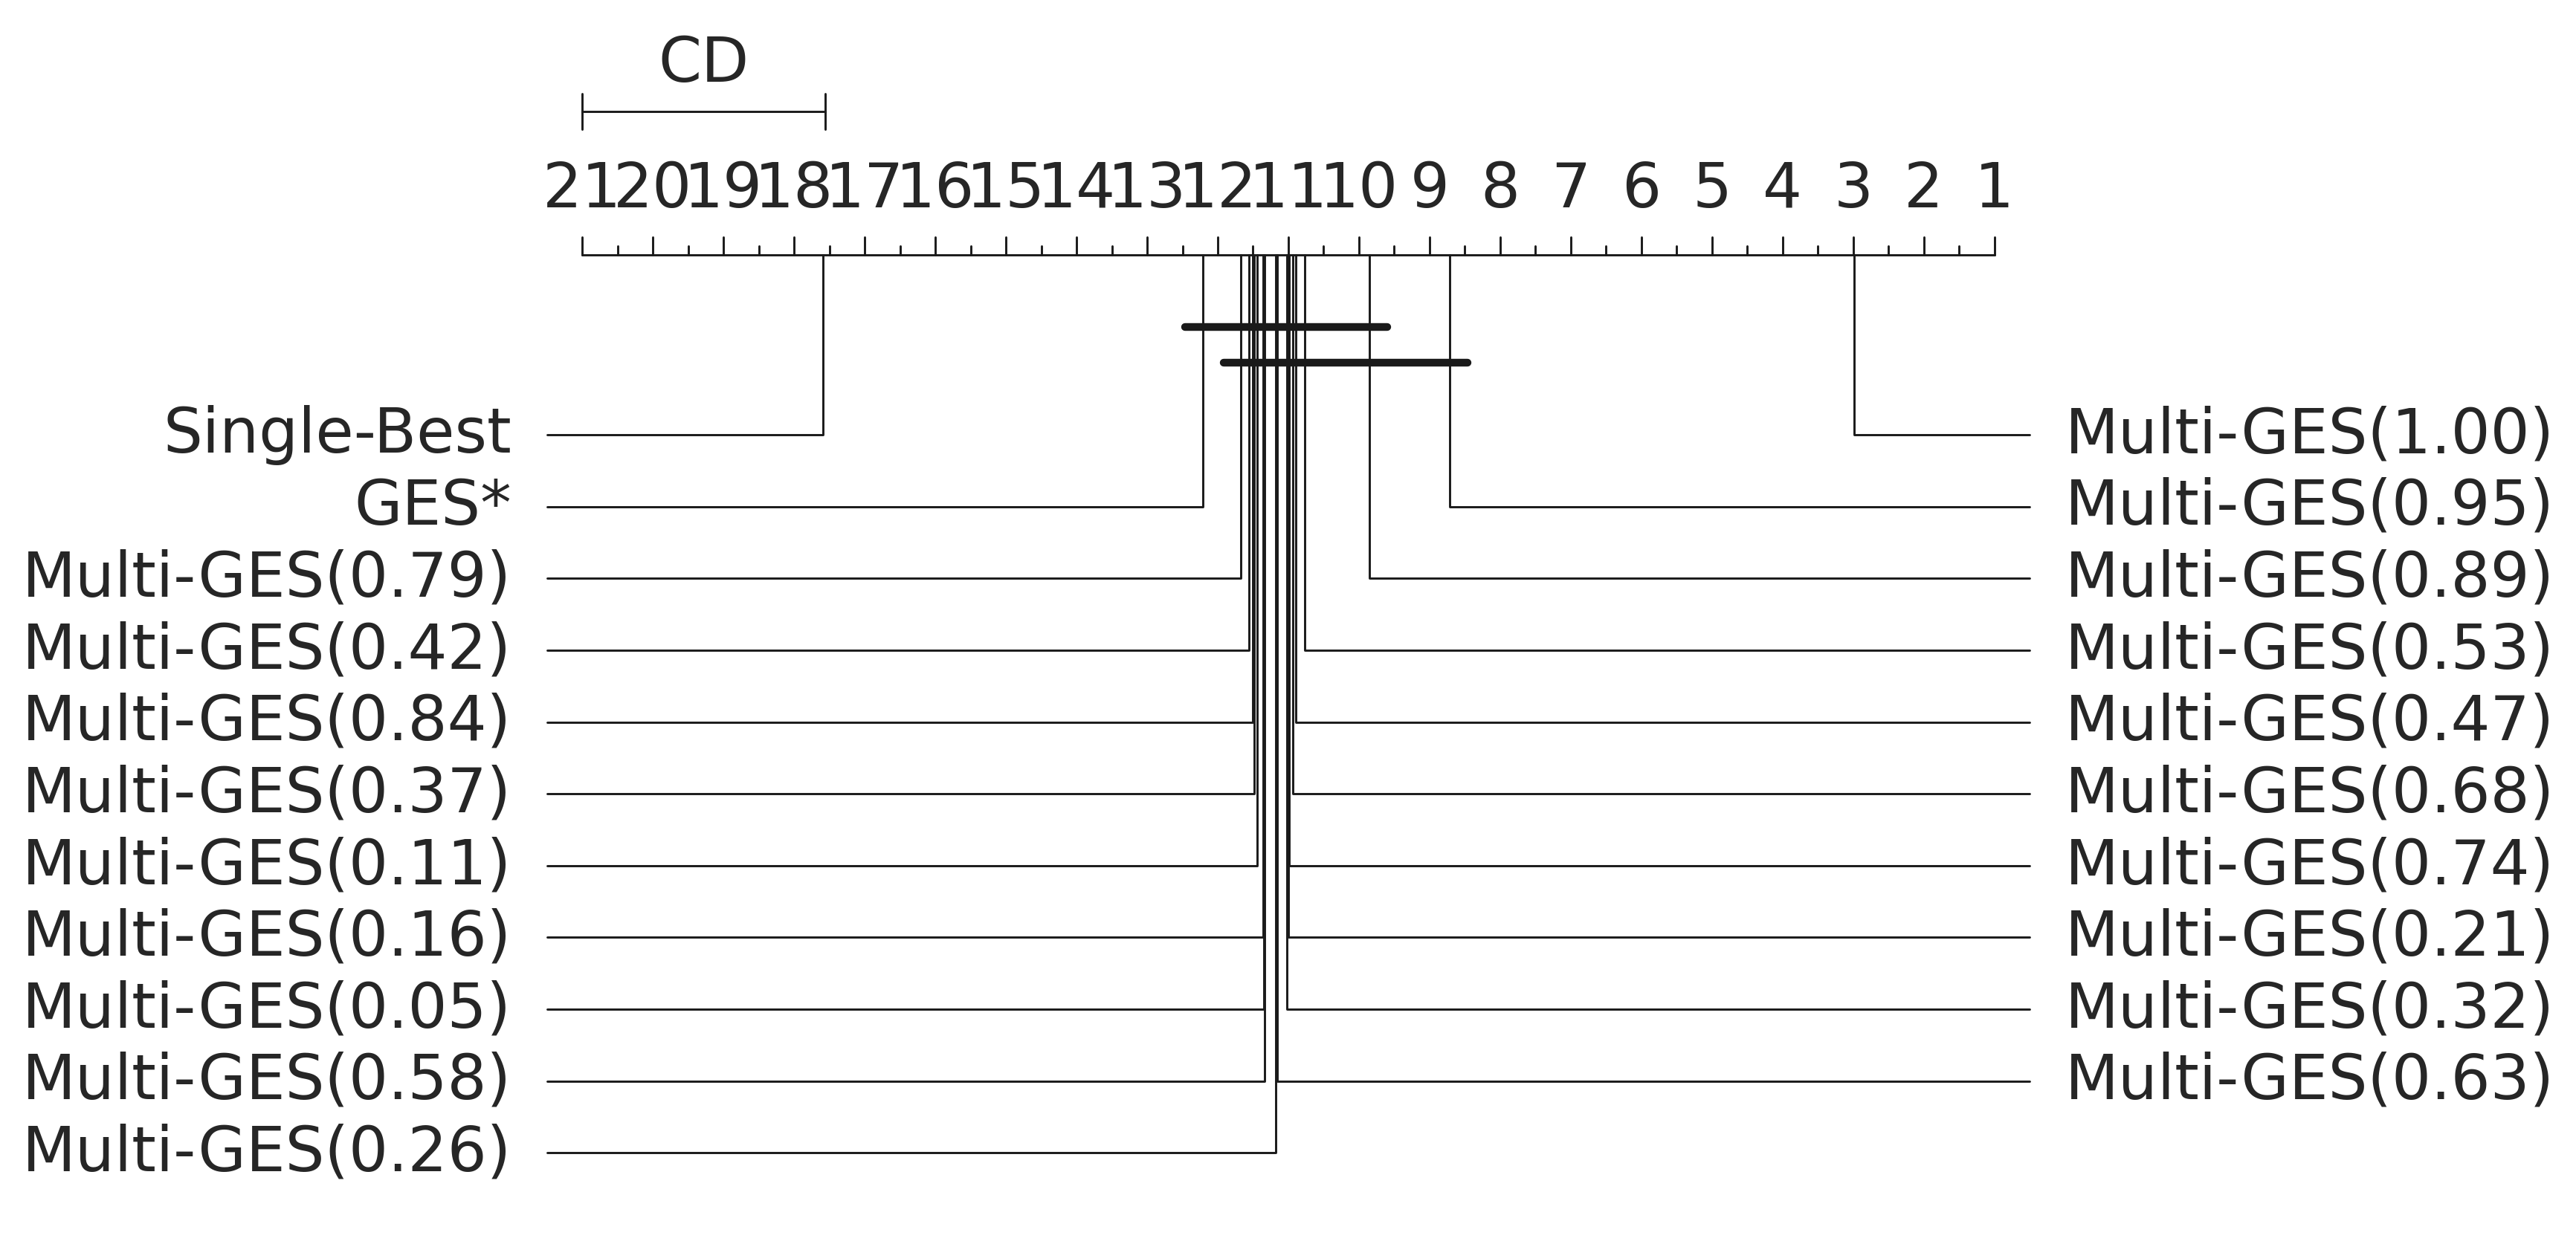 CD
21 20 19 18 17 16 15 14 13 12 11 10 9 8 7 6 5 4 3 2 1
Single-Best
GES*
Multi-GES(0.79)
Multi-GES(0.42)
Multi-GES(0.84)
Multi-GES(0.37)
Multi-GES(0.11)
Multi-GES(0.16)
Multi-GES(0.05)
Multi-GES(0.58)
Multi-GES(0.26)
Multi-GES(1.00)
Multi-GES(0.95)
Multi-GES(0.89)
Multi-GES(0.53)
Multi-GES(0.47)
Multi-GES(0.68)
Multi-GES(0.74)
Multi-GES(0.21)
Multi-GES(0.32)
Multi-GES(0.63)